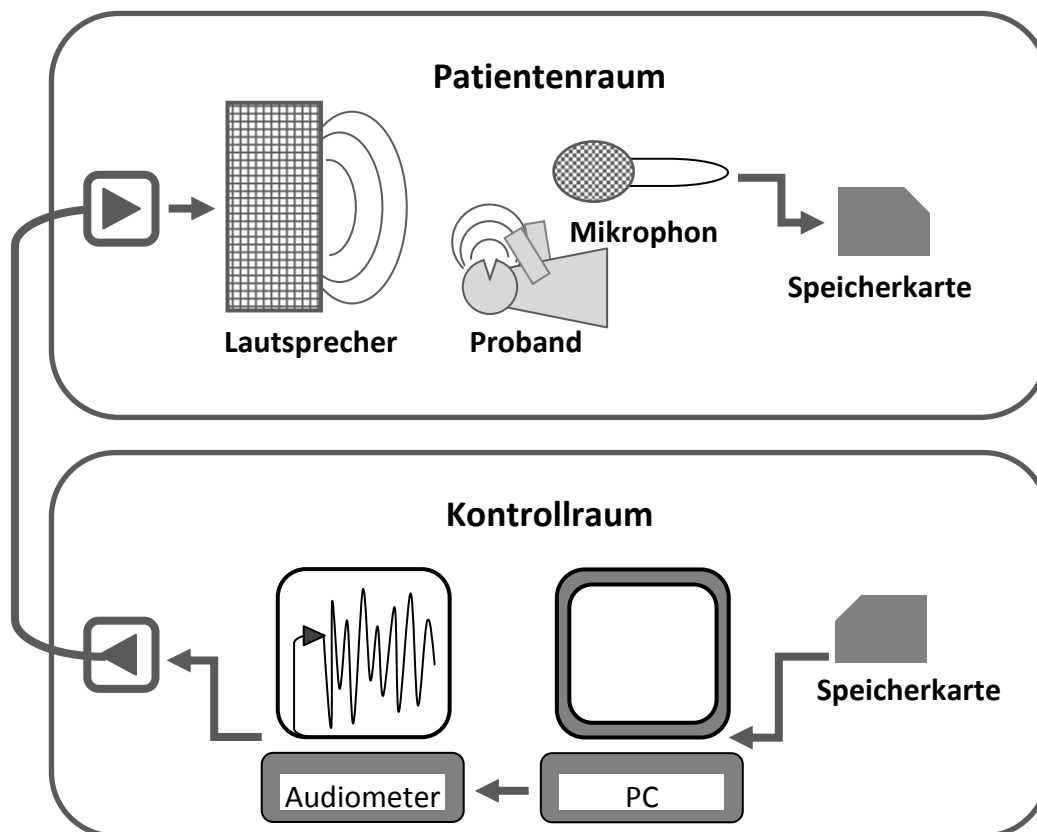 Patientenraum
Mikrophon
Speicherkarte
Lautsprecher
Proband
Kontrollraum
Speicherkarte
Audiometer
PC